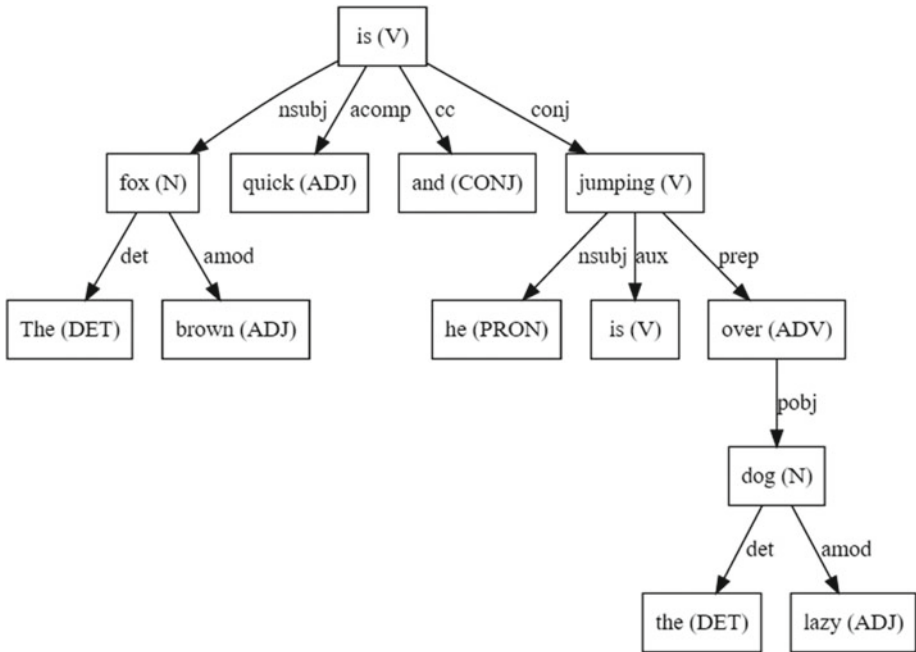 is (V)
nsubj acomp cc conj
fox (N) quick (ADJ) and (CONJ) jumping (V)
det amod nsubj aux prep
The (DET) brown (ADJ) he (PRON) is (V) over (ADV)
pobj
dog (N)
det amod
the (DET) lazy (ADJ)